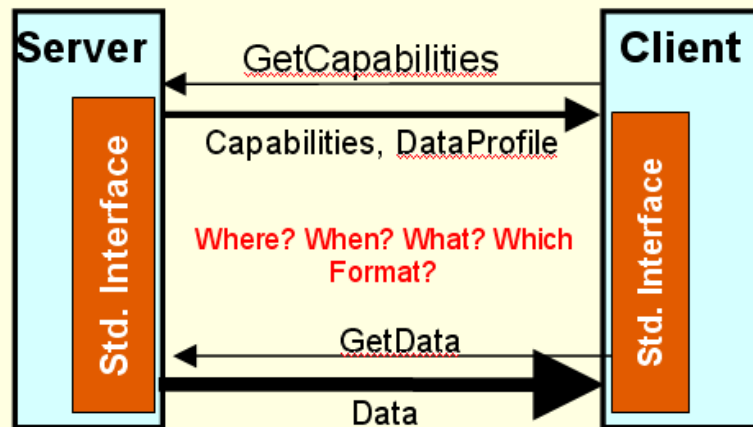 Server
GetCapabilities
Client
Capabilities, DataProfile
Std. Interface
Where? When? What? Which
Format?
Std. Interface
GetData
Data